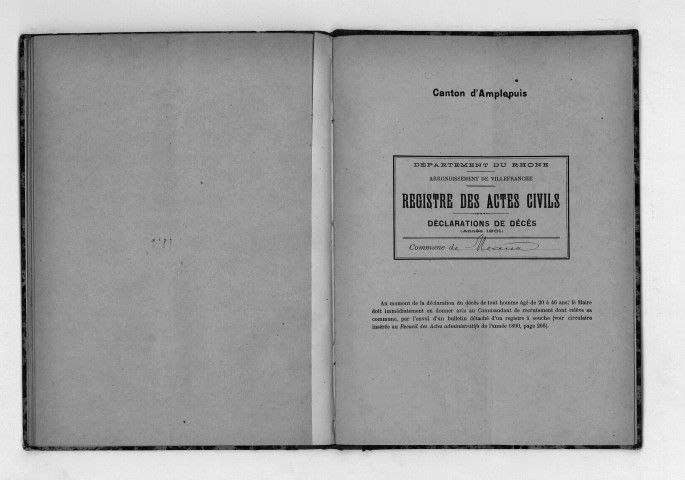 Canton d'Amplepuis
DÉPARTEMENT DU RHONE
ARRONDISSEMENT DE VILLEFRANCHE
REGISTRE DES ACTES CIVILS
DÉCLARATIONS DE DÉCÈS
(Année 1901)
Commune de Meaux
Au moment de la déclaration du décès de tout homme âgé de 20 à 46 ans, le Maire
doit immédiatement en donner avis au Commandant de recrutement dont relève sa
commune, par l'envoi d'un bulletin détaché d'un registre à souche (voir circulaire
insérée au Recueil des Actes administratifs de l'année 1890, page 260).